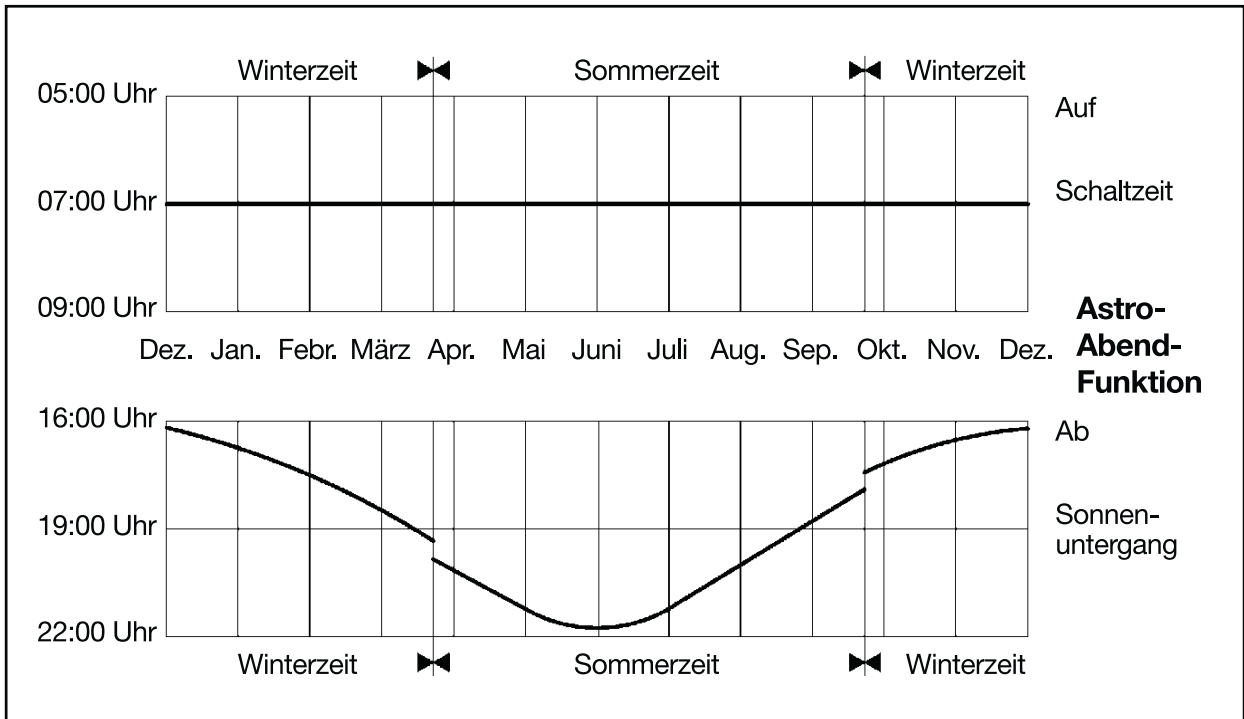 Winterzeit Sommerzeit Winterzeit
05:00 Uhr
Auf
07:00 Uhr
Schaltzeit
09:00 Uhr
Dez. Jan. Febr. März Apr. Mai Juni Juli Aug. Sep. Okt. Nov. Dez.
Astro-
Abend-
Funktion
16:00 Uhr
Ab
19:00 Uhr
Sonnen-
untergang
22:00 Uhr
Winterzeit Sommerzeit Winterzeit